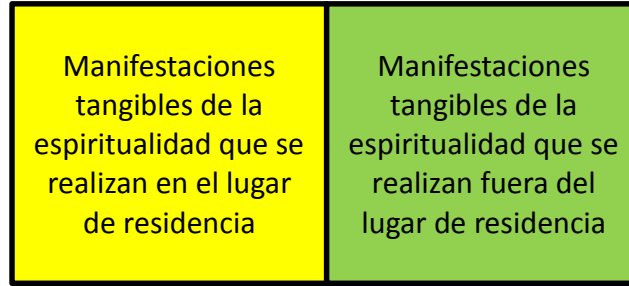 Manifestaciones
tangibles de la
espiritualidad que se
realizan en el lugar
de residencia
Manifestaciones
tangibles de la
espiritualidad que se
realizan fuera del
lugar de residencia